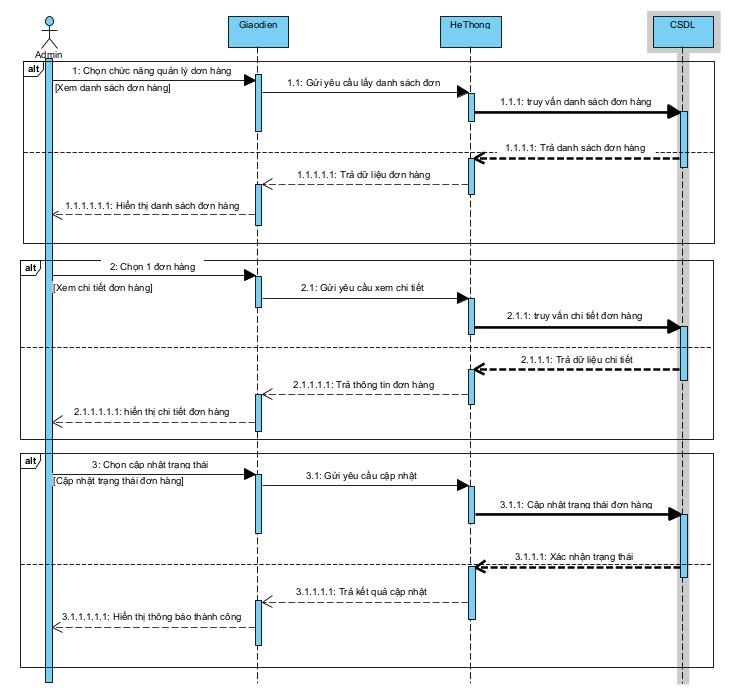 Giaodien
HeThong
CSDL
Admin
alt
1: Chọn chức năng quản lý dơn hàng
[Xem danh sách đơn hàng]
1.1: Gửi yêu cầu lấy danh sách đơn
1.1.1: truy vấn danh sách đơn hàng
1.1.1.1: Trả danh sách đơn hàng
1.1.1.1.1: Trả dữ liệu đơn hàng
1.1.1.1.1.1: Hiển thị danh sách đơn hàng
alt
2: Chọn 1 đơn hàng
[Xem chi tiết đơn hàng]
2.1: Gửi yêu cầu xem chi tiết
2.1.1: truy vấn chi tiết đơn hàng
2.1.1.1: Trả dữ liệu chi tiết
2.1.1.1.1: Trả thông tin đơn hàng
2.1.1.1.1.1: hiển thị chi tiết đơn hàng
alt
3: Chọn cập nhật trạng thái
[Cập nhật trạng thái đơn hàng]
3.1: Gửi yêu cầu cập nhật
3.1.1: Cập nhật trạng thái đơn hàng
3.1.1.1: Xác nhận trạng thái
3.1.1.1.1: Trả kết quả cập nhật
3.1.1.1.1.1: Hiển thị thông báo thành công